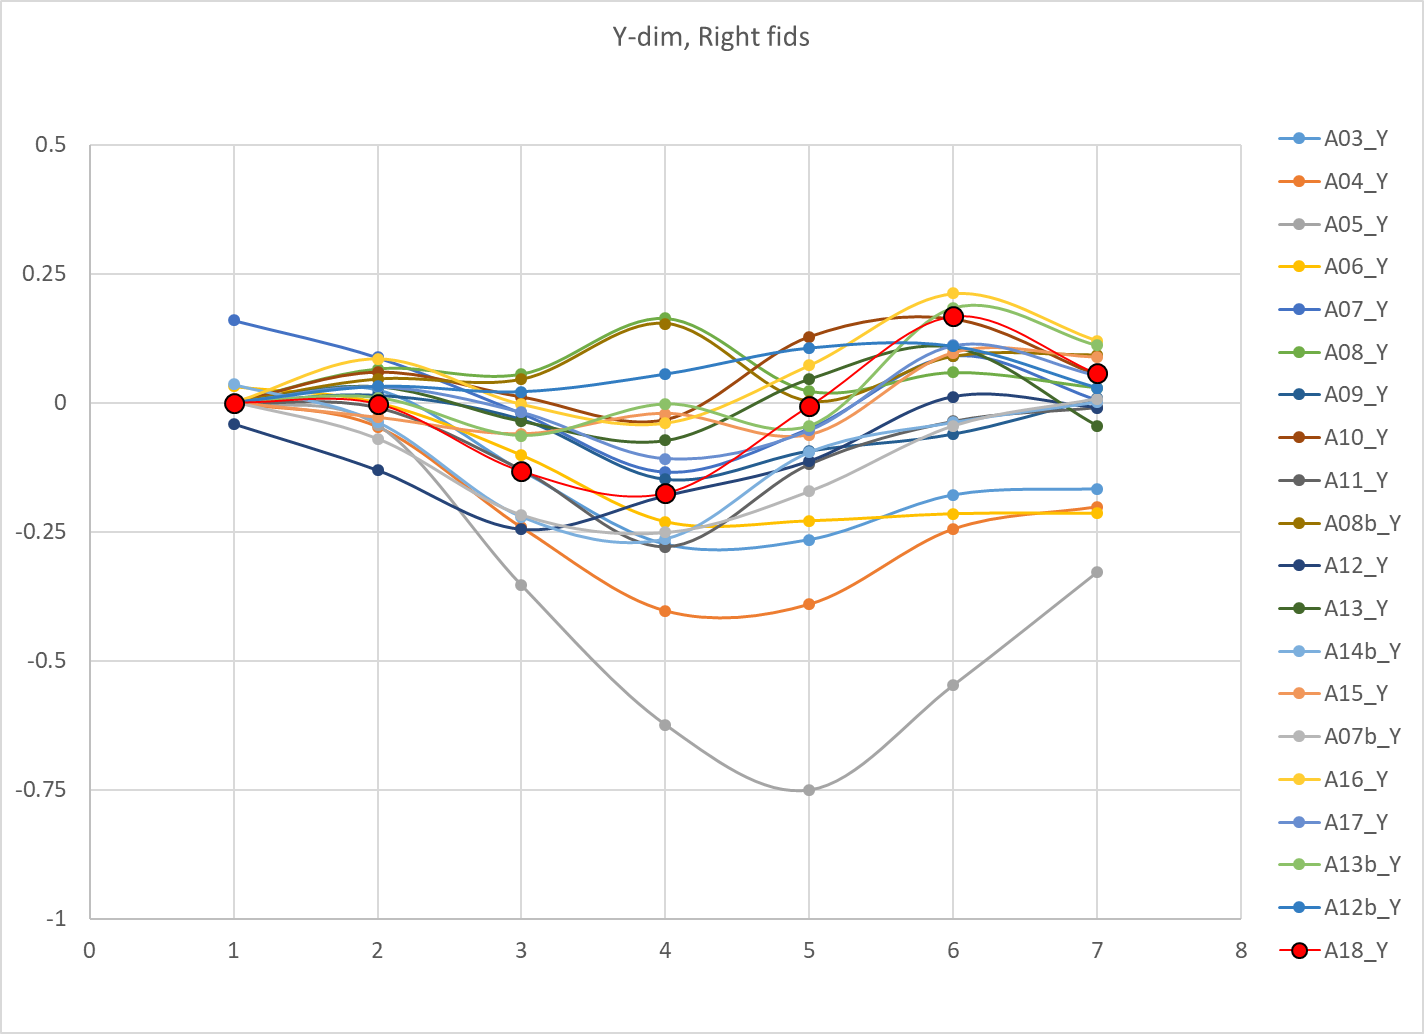 Y-dim, Right fids
0.5
0.25
0
-0.25
-0.5
-0.75
-1
0 1 2 3 4 5 6 7 8
A03_Y
A04_Y
A05_Y
A06_Y
A07_Y
A08_Y
A09_Y
A10_Y
A11_Y
A08b_Y
A12_Y
A13_Y
A14b_Y
A15_Y
A07b_Y
A16_Y
A17_Y
A13b_Y
A12b_Y
A18_Y